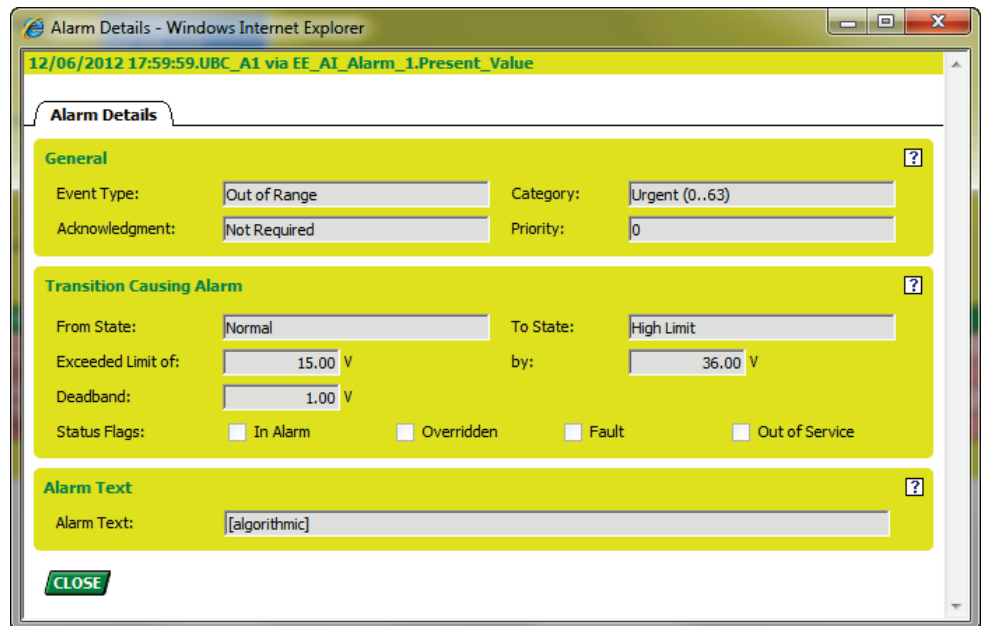 Alarm Details - Windows Internet Explorer
12/06/2012 17:59:59.UBC_A1 via EE_AI_Alarm_1.Present_Value
Alarm Details
General ?
Event Type: Out of Range Category: Urgent (0..63)
Acknowledgment: Not Required Priority: 0
Transition Causing Alarm ?
From State: Normal To State: High Limit
Exceeded Limit of: 15.00 V by: 36.00 V
Deadband: 1.00 V
Status Flags: In Alarm Overridden Fault Out of Service
Alarm Text ?
Alarm Text: [algorithmic]
CLOSE